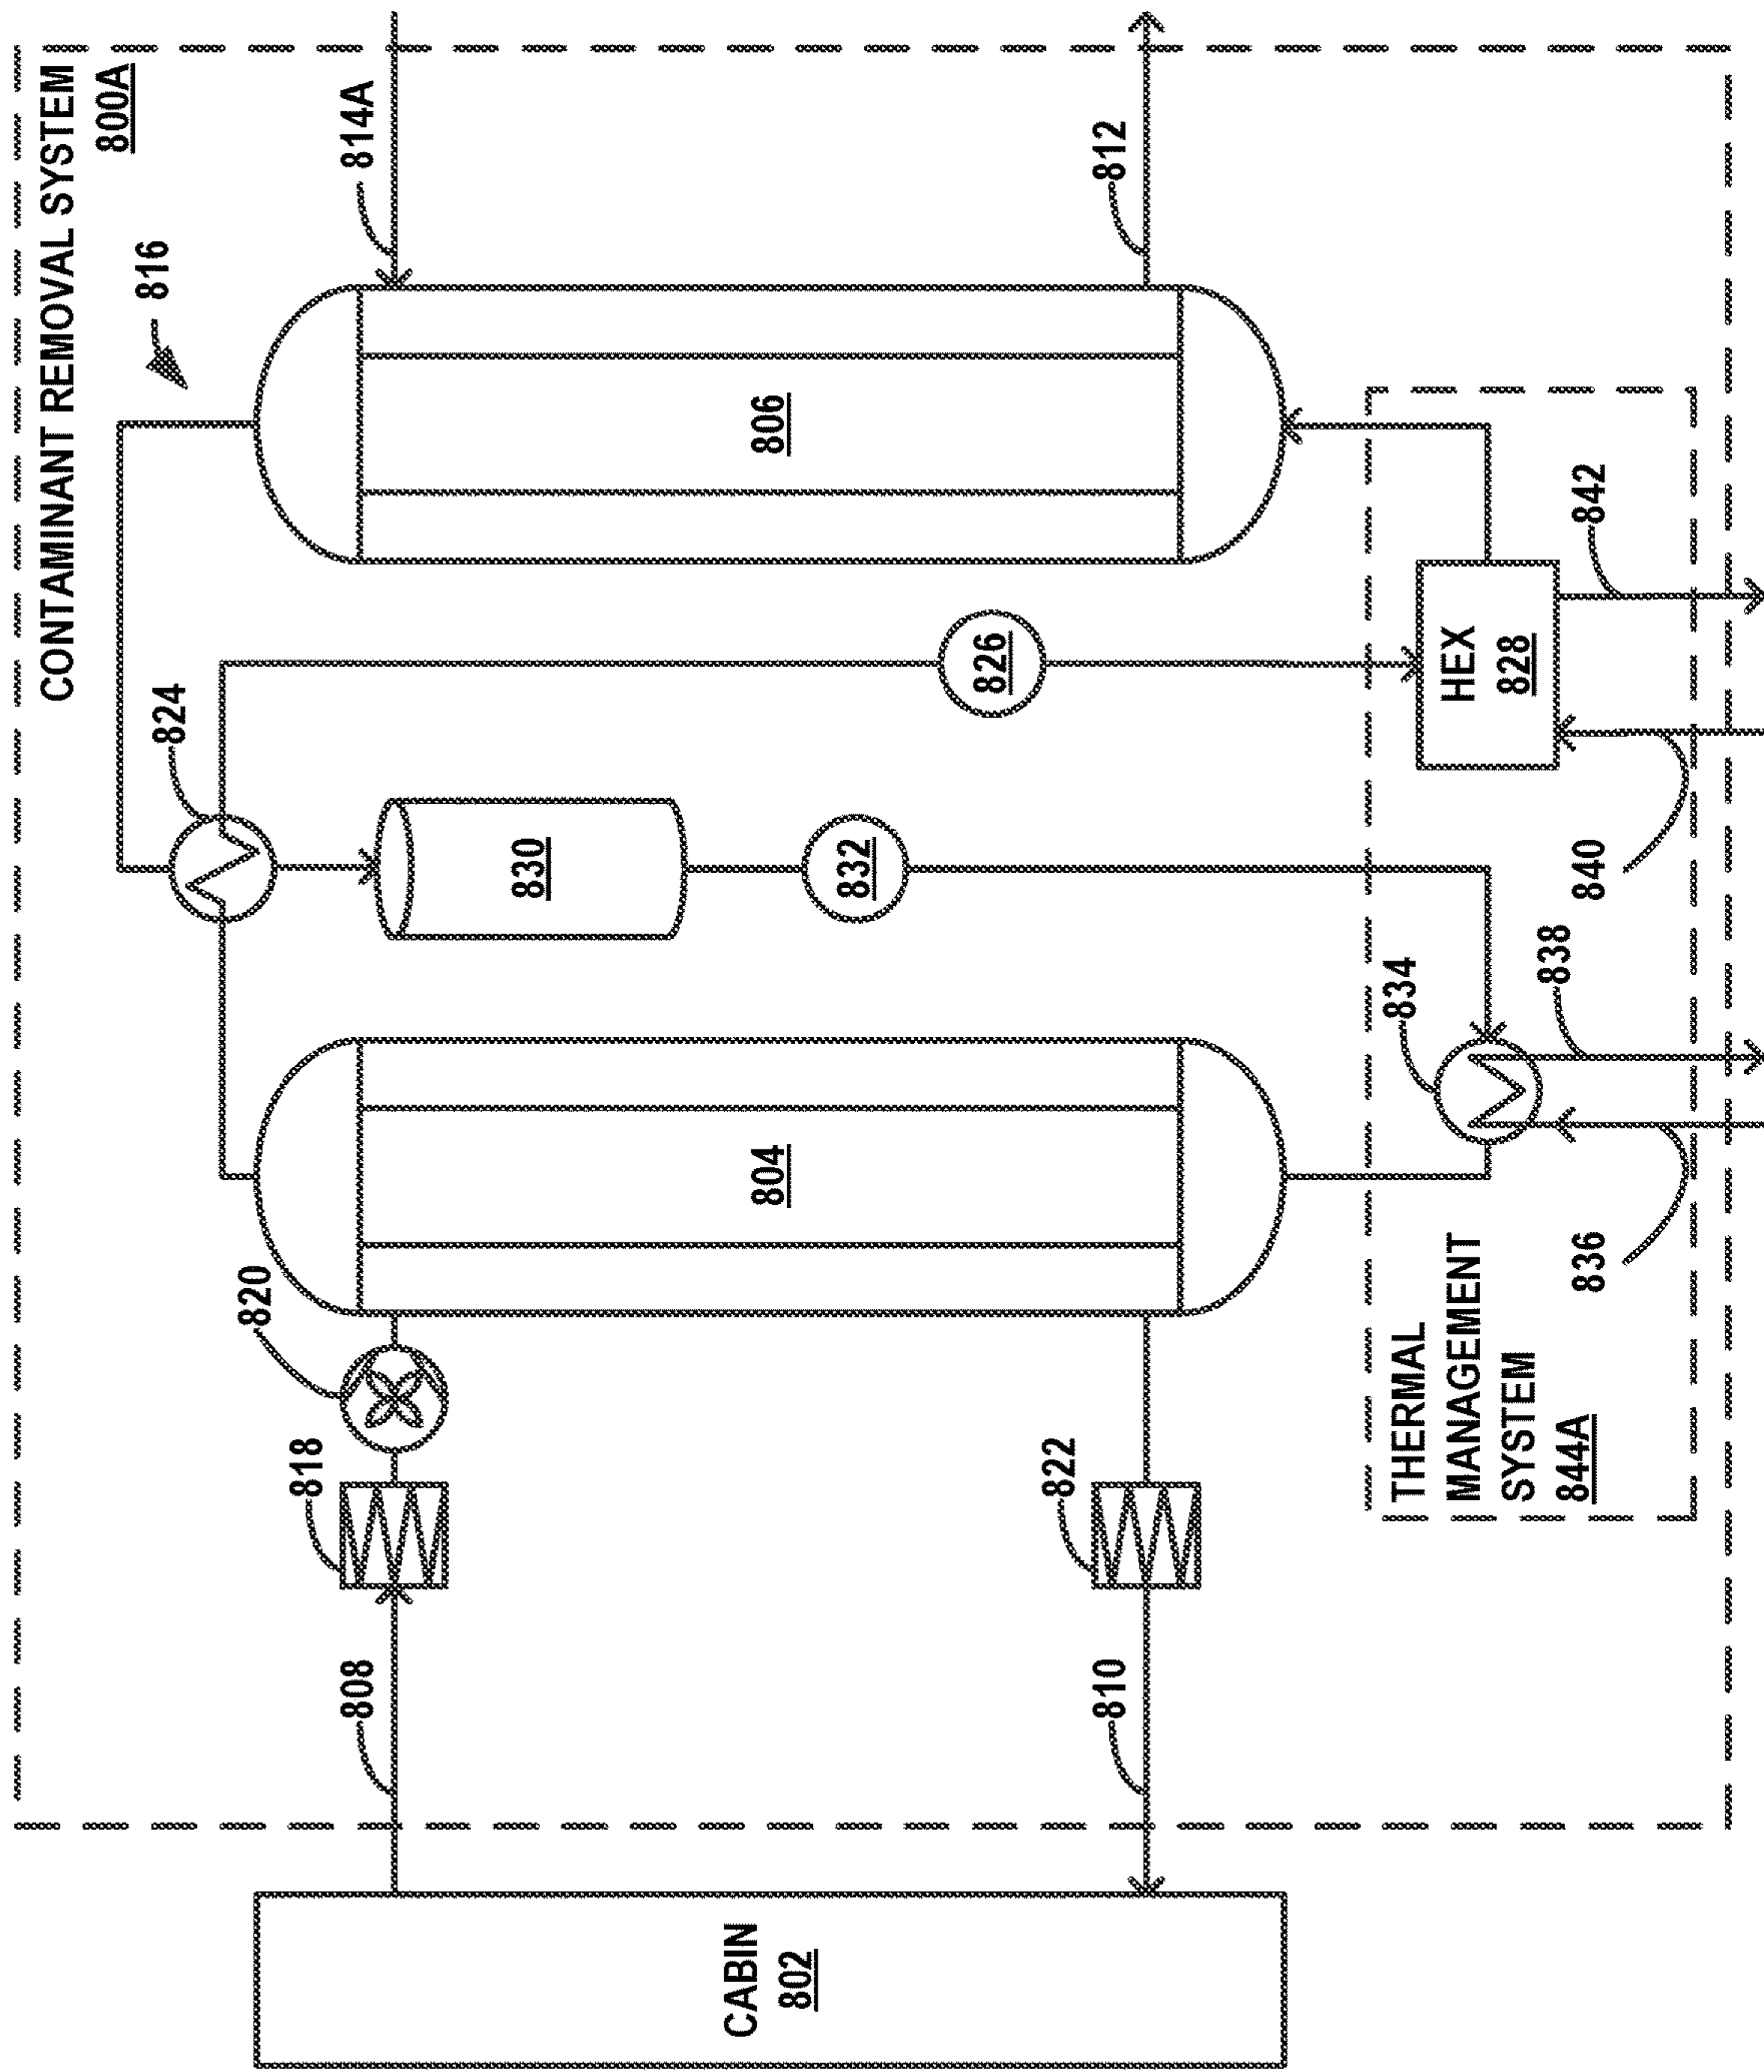 CONTAMINANT REMOVAL SYSTEM
800A
816
814A
812
824
806
826
842
HEX
828
840
830
832
834
838
820
804
836
818
822
THERMAL
MANAGEMENT
SYSTEM
844A
808
810
CABIN
802